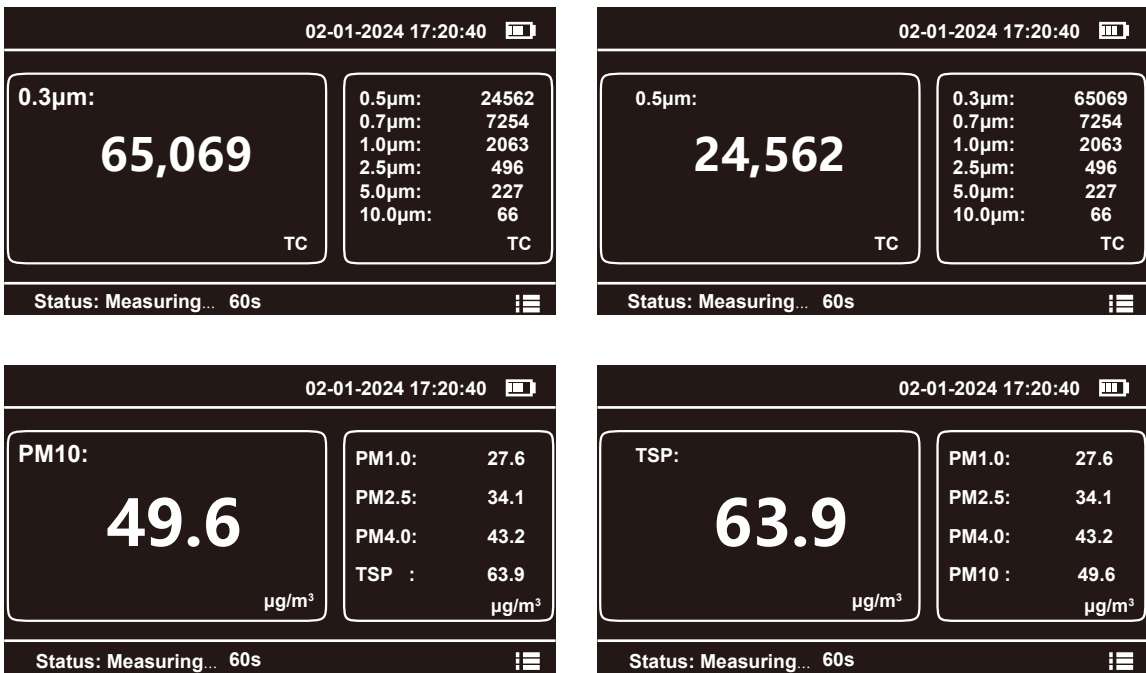 02-01-2024 17:20:40
0.3µm:
65,069
TC
0.5µm: 24562
0.7µm: 7254
1.0µm: 2063
2.5µm: 496
5.0µm: 227
10.0µm: 66
TC
Status: Measuring... 60s
02-01-2024 17:20:40
0.5µm:
24,562
TC
0.3µm: 65069
0.7µm: 7254
1.0µm: 2063
2.5µm: 496
5.0µm: 227
10.0µm: 66
TC
Status: Measuring... 60s
02-01-2024 17:20:40
PM10:
49.6
µg/m³
PM1.0: 27.6
PM2.5: 34.1
PM4.0: 43.2
TSP : 63.9
µg/m³
Status: Measuring... 60s
02-01-2024 17:20:40
TSP:
63.9
µg/m³
PM1.0: 27.6
PM2.5: 34.1
PM4.0: 43.2
PM10 : 49.6
µg/m³
Status: Measuring... 60s